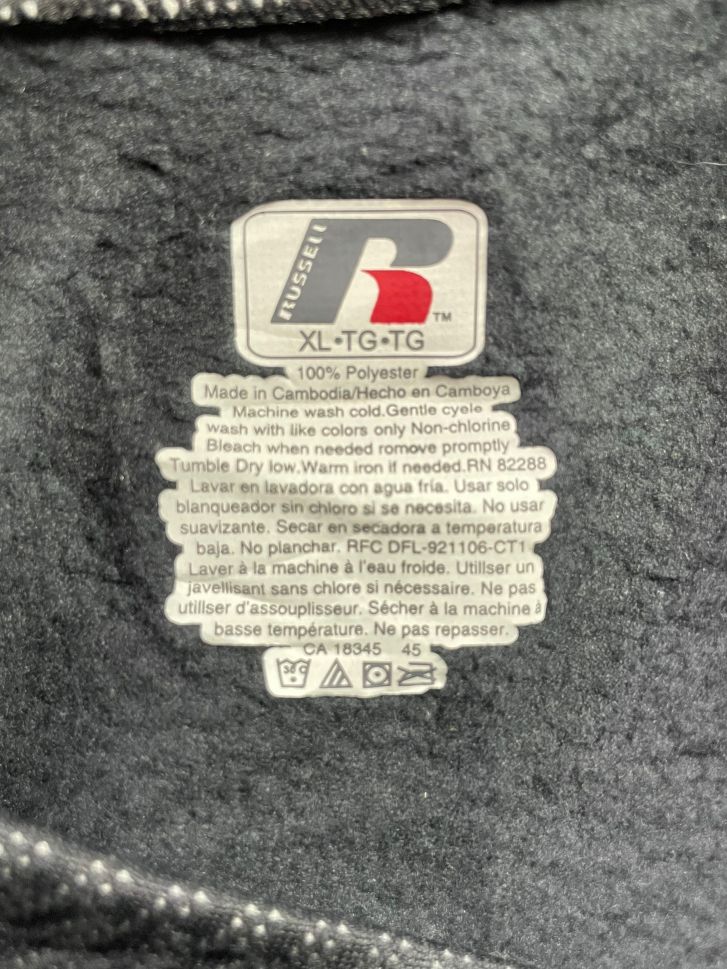 RUSSELL
R TM
XL•TG•TG
100% Polyester
Made in Cambodia/Hecho en Camboya
Machine wash cold.Gentle cycle
wash with like colors only Non-chlorine
Bleach when needed romove promptly
Tumble Dry low.Warm iron if needed.RN 82288
Lavar en lavadora con agua fría. Usar solo
blanqueador sin chloro si se necesita. No usar
suavizante. Secar en secadora a temperatura
baja. No planchar. RFC DFL-921106-CT1
Laver à la machine à l'eau froide. Utiliser un
javellisant sans chlore si nécessaire. Ne pas
utiliser d'assouplisseur. Sécher à la machine à
basse température. Ne pas repasser.
CA 18345 45